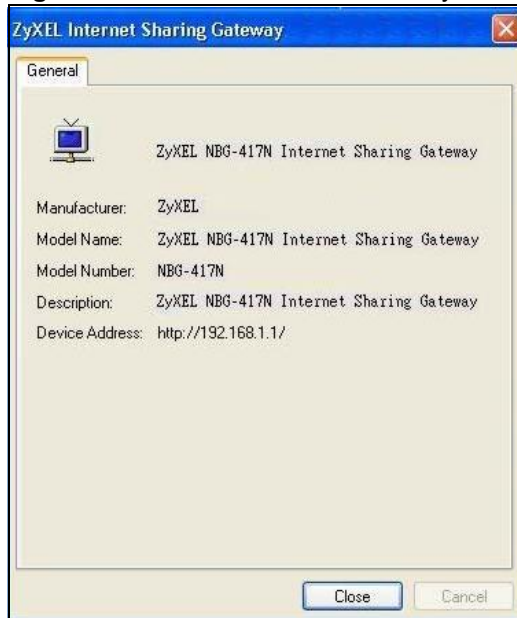 ZyXEL Internet Sharing Gateway
General
ZyXEL NBG-417N Internet Sharing Gateway
Manufacturer: ZyXEL
Model Name: ZyXEL NBG-417N Internet Sharing Gateway
Model Number: NBG-417N
Description: ZyXEL NBG-417N Internet Sharing Gateway
Device Address: http://192.168.1.1/
Close Cancel